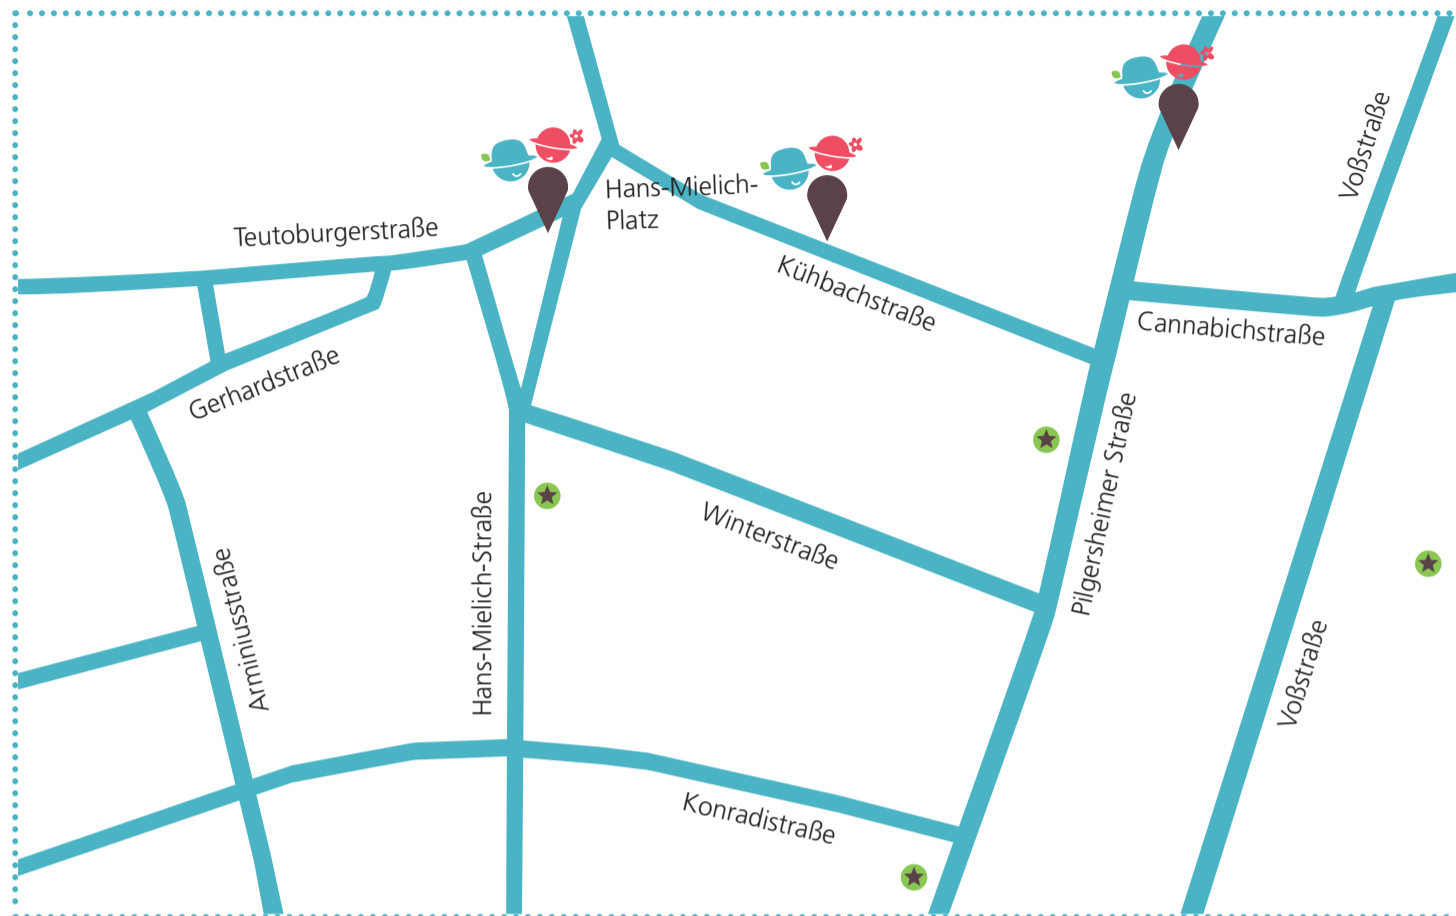 Voßstraße
Hans-Mielich-
Platz
Teutoburgerstraße
Kühbachstraße
Cannabichstraße
Gerhardstraße
Pilgersheimer Straße
Winterstraße
Hans-Mielich-Straße
Arminiusstraße
Voßstraße
Konradistraße